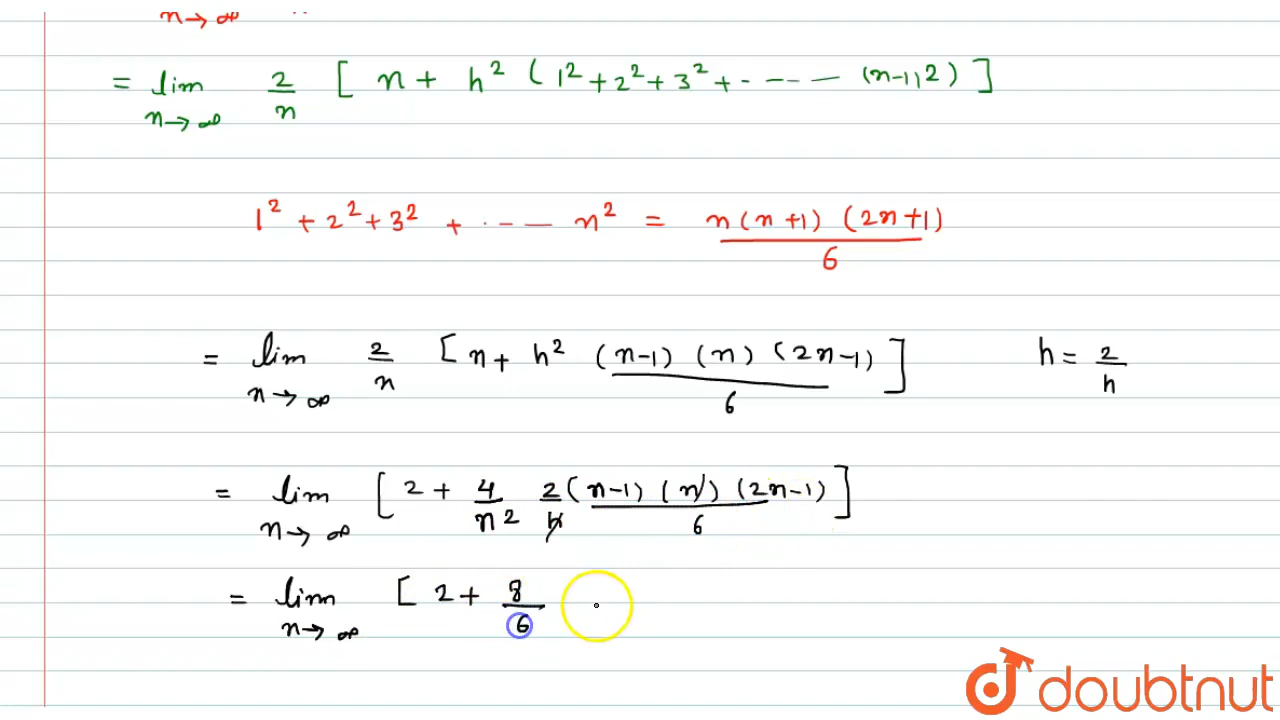 n→∞
= lim n→∞ 2/n [ n + h² ( 1² + 2² + 3² + ----- (n-1)2 ) ]
1² + 2² + 3² + ---- n² = n(n+1) (2n+1) / 6
= lim n→∞ 2/n [ n + h² (n-1) (n) (2n-1) / 6 ] h = 2/n
= lim n→∞ [ 2 + 4/n² 2/n (n-1) (n) (2n-1) / 6 ]
= lim n→∞ [ 2 + 8/6
doubtnut